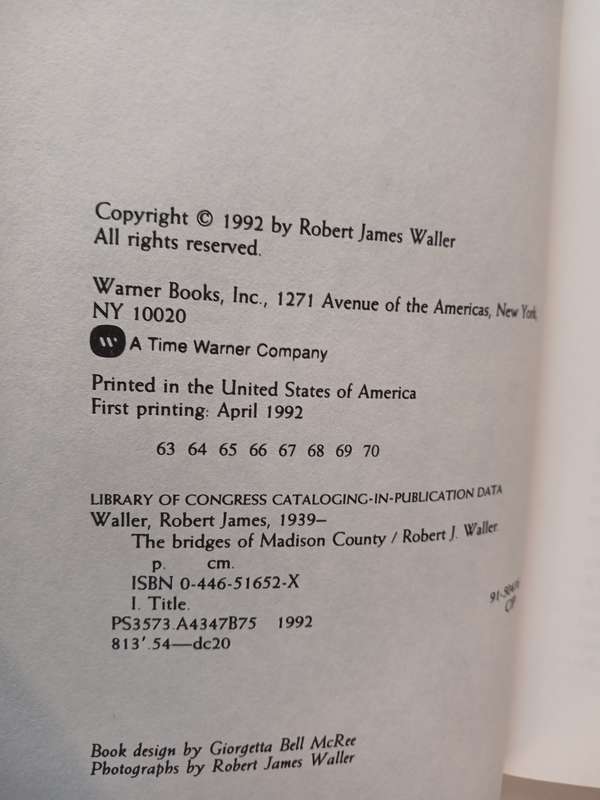 Copyright © 1992 by Robert James Waller
All rights reserved.
Warner Books, Inc., 1271 Avenue of the Americas, New York,
NY 10020
A Time Warner Company
Printed in the United States of America
First printing: April 1992
63 64 65 66 67 68 69 70
LIBRARY OF CONGRESS CATALOGING-IN-PUBLICATION DATA
Waller, Robert James, 1939–
The bridges of Madison County / Robert J. Waller.
p. cm.
ISBN 0-446-51652-X
I. Title.
PS3573.A4347B75 1992
813'.54—dc20
Book design by Giorgetta Bell McRee
Photographs by Robert James Waller